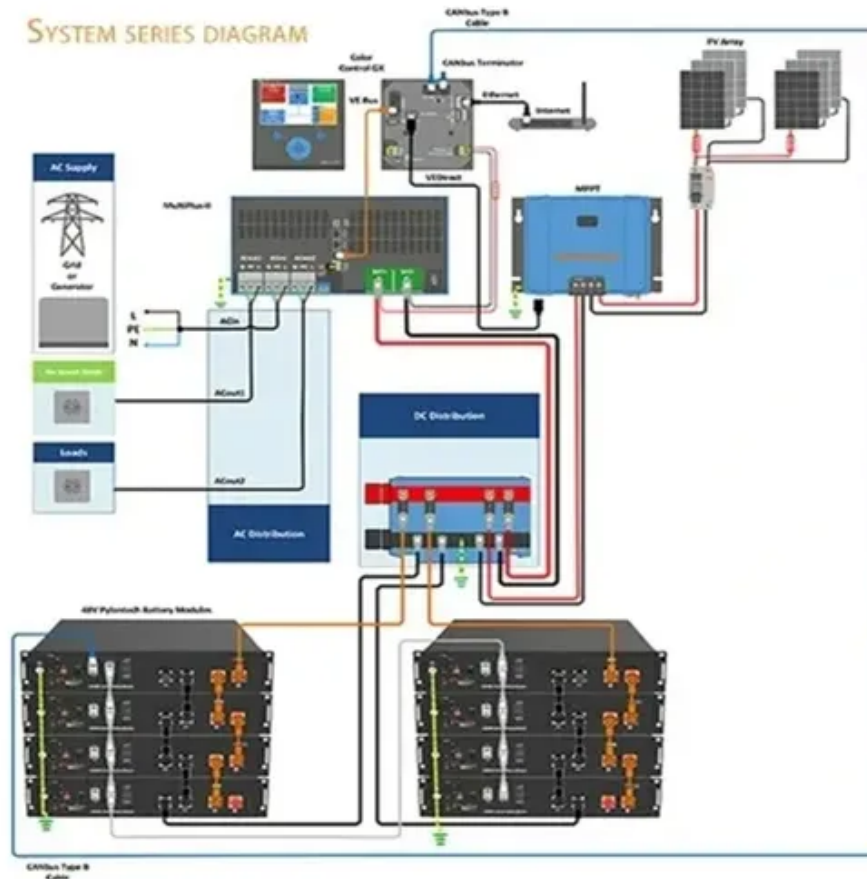 CANbus Type B
Cable
SYSTEM SERIES DIAGRAM
PV Array
Color
Control GX
CANbus Terminator
VE Bus
Ethernet
Internet
AC Supply
VEDirect
MPPT
MultiPlus-II
Grid
or
Generator
L
PE
N
ACin
ACout1
DC Distribution
Loads
ACout2
AC Distribution
48V Pylontech Battery Modules
CANbus Type B
Cable